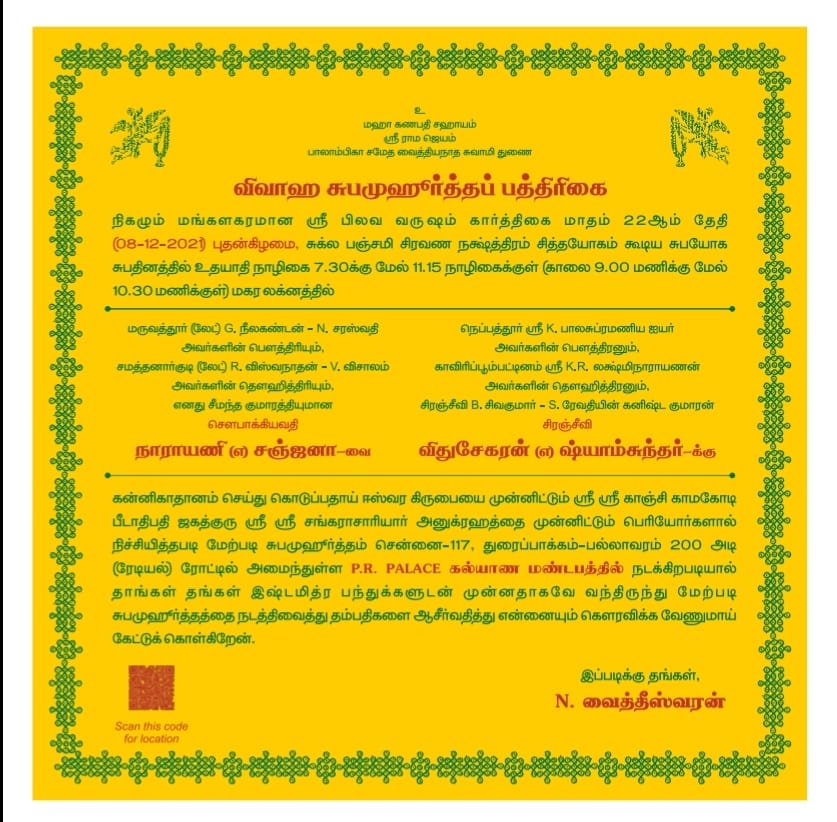 உ
மஹா கணபதி சஹாயம்
ஸ்ரீ ராம ஜெயம்
பாலாம்பிகா சமேத வைத்தியநாத சுவாமி துணை
விவாஹ சுபமுஹூர்த்தப் பத்திரிகை
நிகழும் மங்களகரமான ஸ்ரீ பிலவ வருஷம் கார்த்திகை மாதம் 22ஆம் தேதி
(08-12-2021) புதன்கிழமை, சுக்ல பஞ்சமி சிரவண நக்ஷத்திரம் சித்தயோகம் கூடிய சுபயோக
சுபதினத்தில் உதயாதி நாழிகை 7.30க்கு மேல் 11.15 நாழிகைக்குள் (காலை 9.00 மணிக்கு மேல்
10.30 மணிக்குள்) மகர லக்னத்தில்
மருவத்தூர் (லேட்) G. நீலகண்டன் - N. சரஸ்வதி
அவர்களின் பௌத்திரியும்,
சமத்தனார்குடி (லேட்) R. விஸ்வநாதன் - V. விசாலம்
அவர்களின் தௌஹித்திரியும்,
எனது சீமந்த குமாரத்தியுமான
சௌபாக்கியவதி
நாராயணி (எ) சஞ்ஜனா-வை
நெப்பத்தூர் ஸ்ரீ K. பாலசுப்ரமணிய ஐயர்
அவர்களின் பௌத்திரனும்,
காவிரிப்பூம்பட்டினம் ஸ்ரீ K.R. லக்ஷ்மிநாராயணன்
அவர்களின் தௌஹித்திரனும்,
சிரஞ்சீவி B. சிவகுமார் - S. ரேவதியின் கனிஷ்ட குமாரன்
சிரஞ்சீவி
விதுசேகரன் (எ) ஷ்யாம்சுந்தர்-க்கு
கன்னிகாதானம் செய்து கொடுப்பதாய் ஈஸ்வர கிருபையை முன்னிட்டும் ஸ்ரீ ஸ்ரீ காஞ்சி காமகோடி
பீடாதிபதி ஜகத்குரு ஸ்ரீ ஸ்ரீ சங்கராசாரியார் அனுக்ரஹத்தை முன்னிட்டும் பெரியோர்களால்
நிச்சியித்தபடி மேற்படி சுபமுஹூர்த்தம் சென்னை-117, துரைப்பாக்கம்-பல்லாவரம் 200 அடி
(ரேடியல்) ரோட்டில் அமைந்துள்ள P.R. PALACE கல்யாண மண்டபத்தில் நடக்கிறபடியால்
தாங்கள் தங்கள் இஷ்டமித்ர பந்துக்களுடன் முன்னதாகவே வந்திருந்து மேற்படி
சுபமுஹூர்த்தத்தை நடத்திவைத்து தம்பதிகளை ஆசீர்வதித்து என்னையும் கௌரவிக்க வேணுமாய்
கேட்டுக் கொள்கிறேன்.
இப்படிக்கு தங்கள்,
N. வைத்தீஸ்வரன்
Scan this code
for location